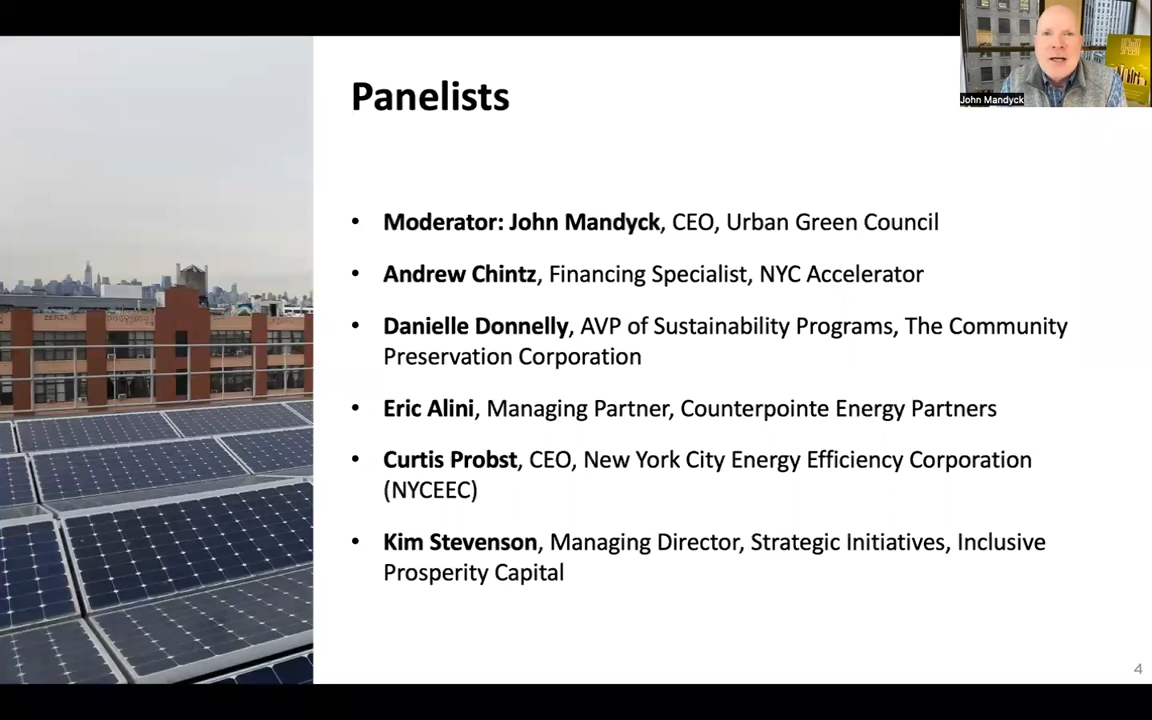 John Mandyck
Panelists
• Moderator: John Mandyck, CEO, Urban Green Council
• Andrew Chintz, Financing Specialist, NYC Accelerator
• Danielle Donnelly, AVP of Sustainability Programs, The Community
Preservation Corporation
• Eric Alini, Managing Partner, Counterpointe Energy Partners
• Curtis Probst, CEO, New York City Energy Efficiency Corporation
(NYCEEC)
• Kim Stevenson, Managing Director, Strategic Initiatives, Inclusive
Prosperity Capital
4